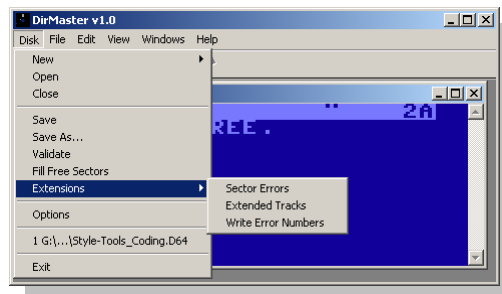 DirMaster v1.0
Disk File Edit View Windows Help
New
Open
Close
" 2A
Save
Save As...
Validate
Fill Free Sectors
Extensions
Sector Errors
Extended Tracks
Write Error Numbers
Options
1 G:\...\Style-Tools_Coding.D64
Exit